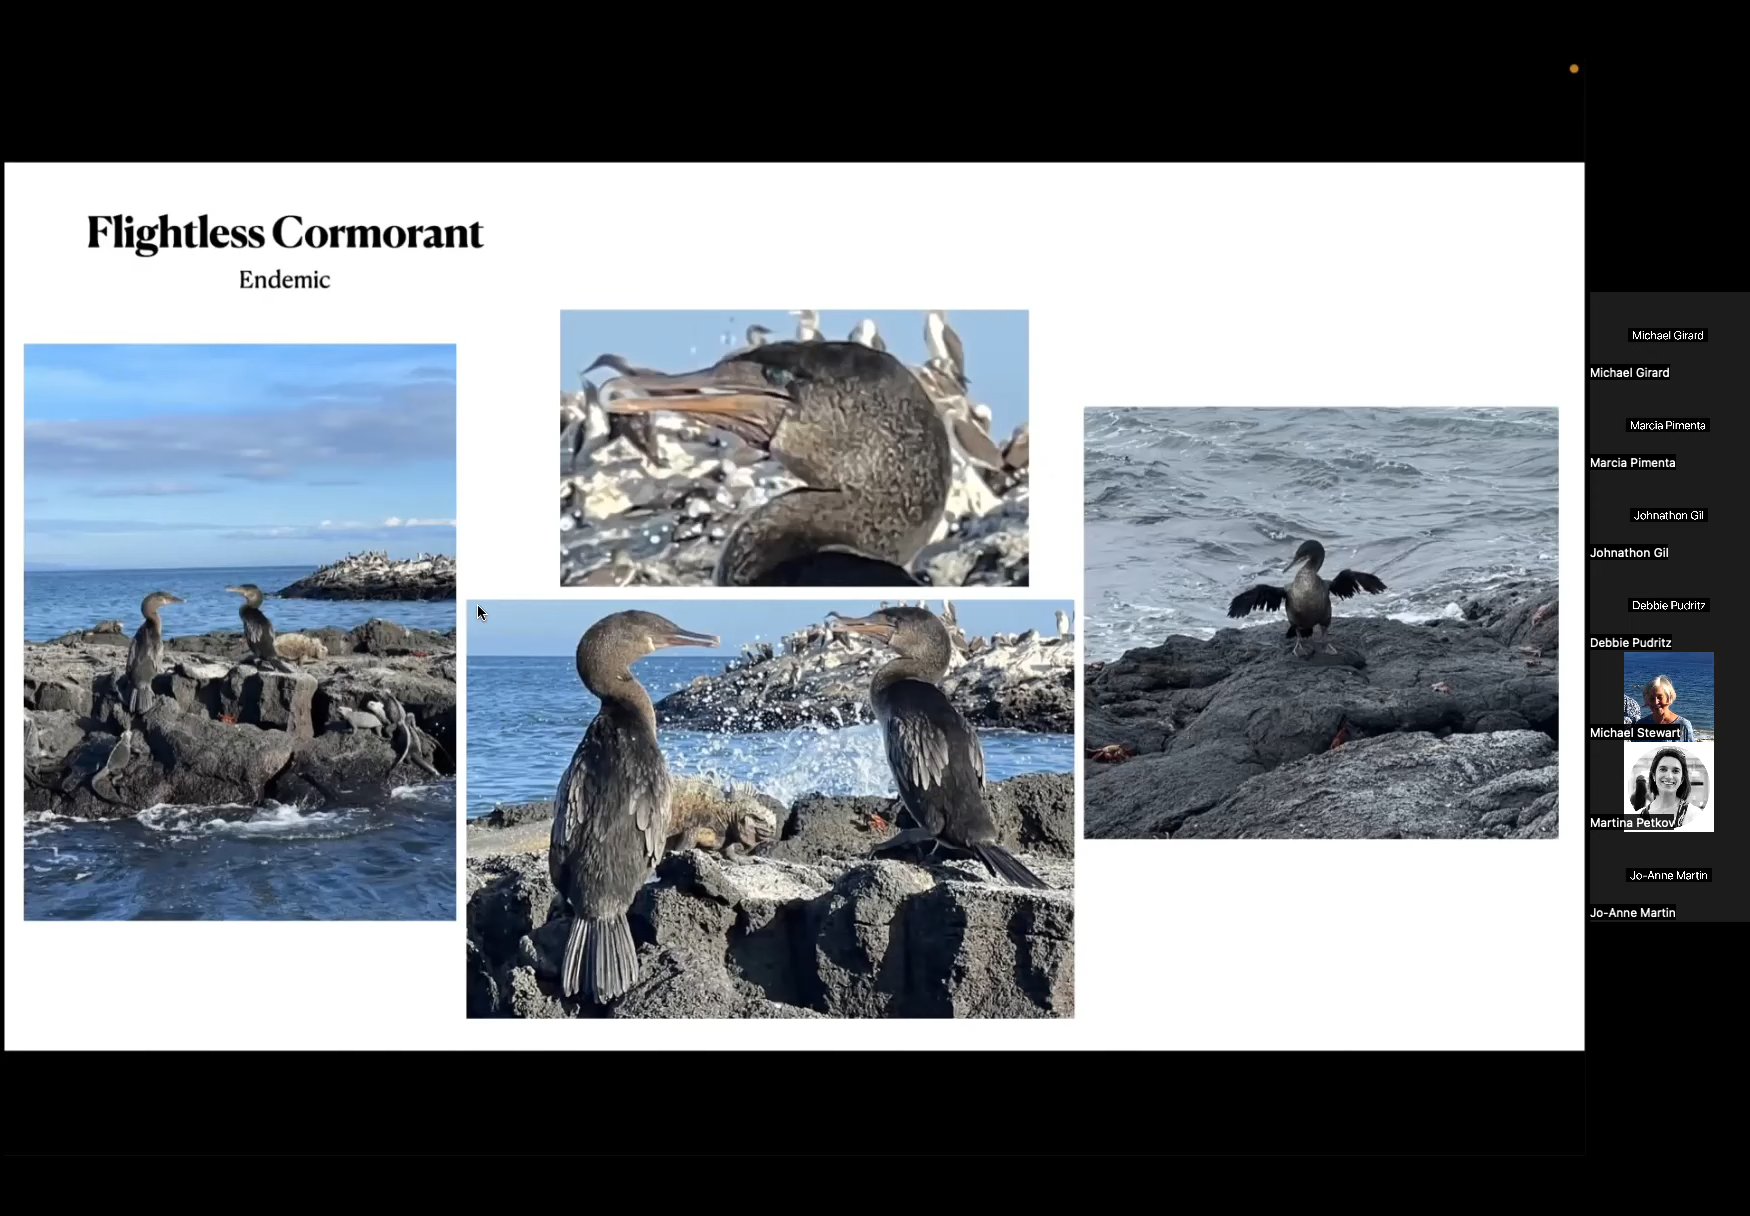 Flightless Cormorant
Endemic
Michael Girard
Michael Girard
Marcia Pimenta
Marcia Pimenta
Johnathon Gil
Johnathon Gil
Debbie Pudritz
Debbie Pudritz
Michael Stewart
Martina Petkov
Jo-Anne Martin
Jo-Anne Martin